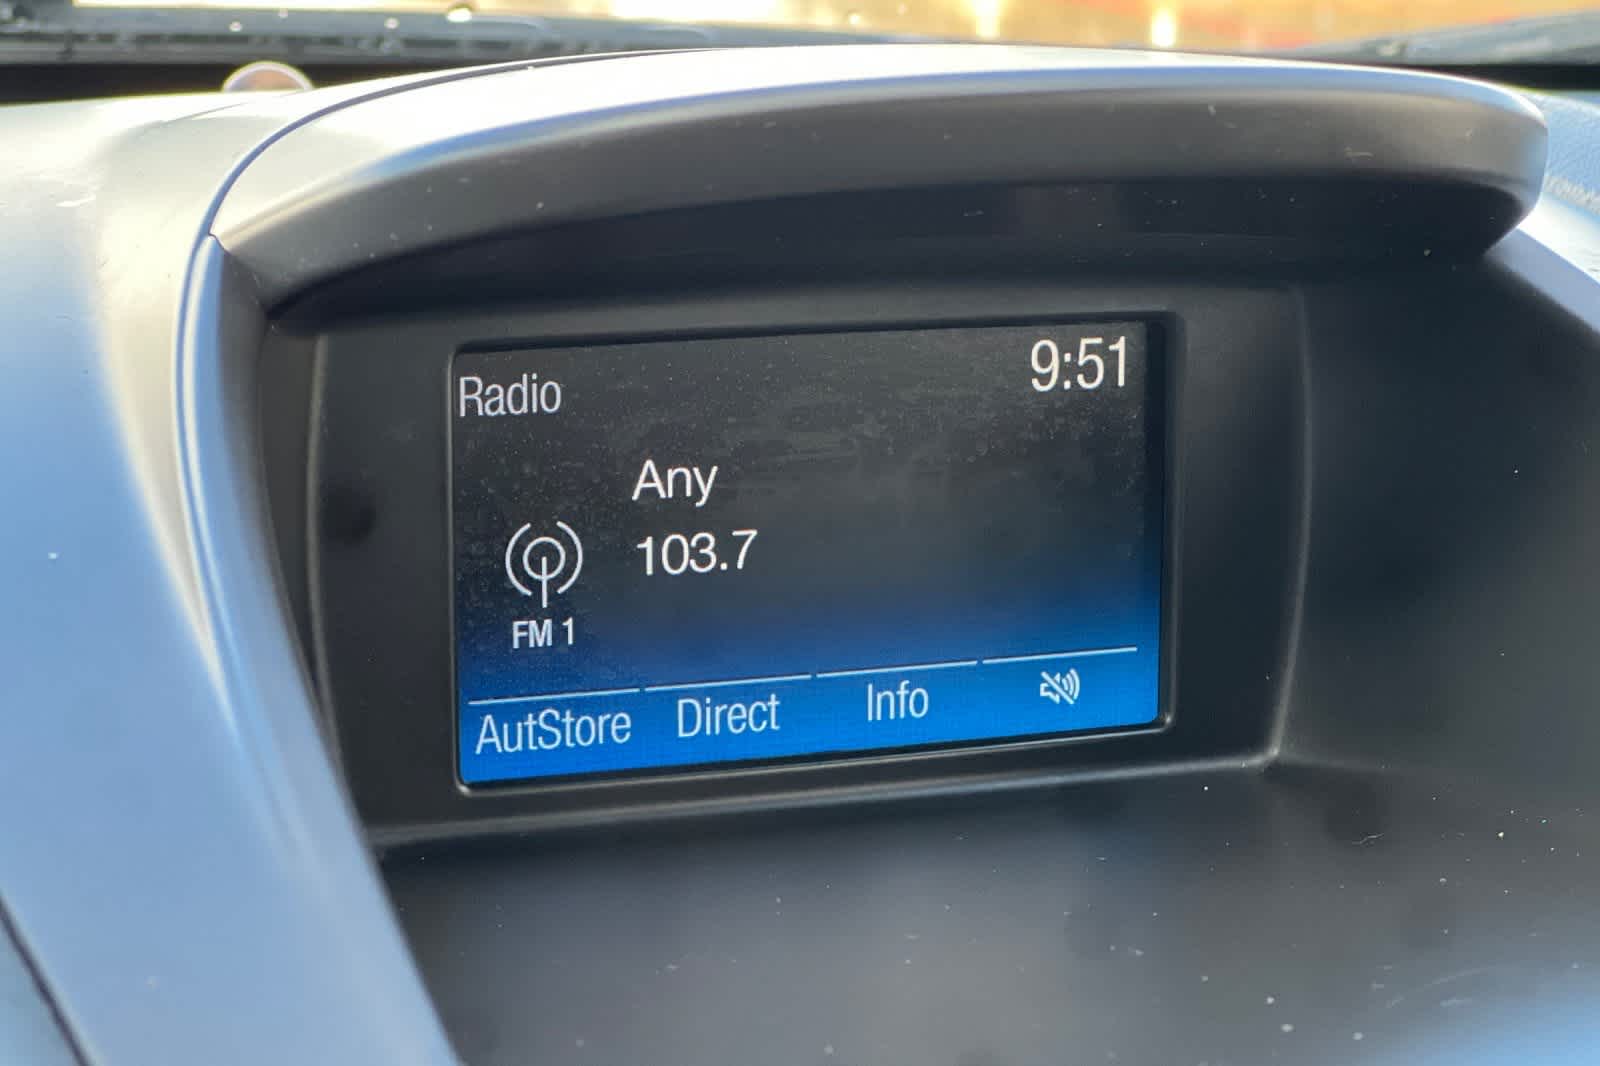 Radio
9:51
Any
103.7
FM 1
AutStore
Direct
Info